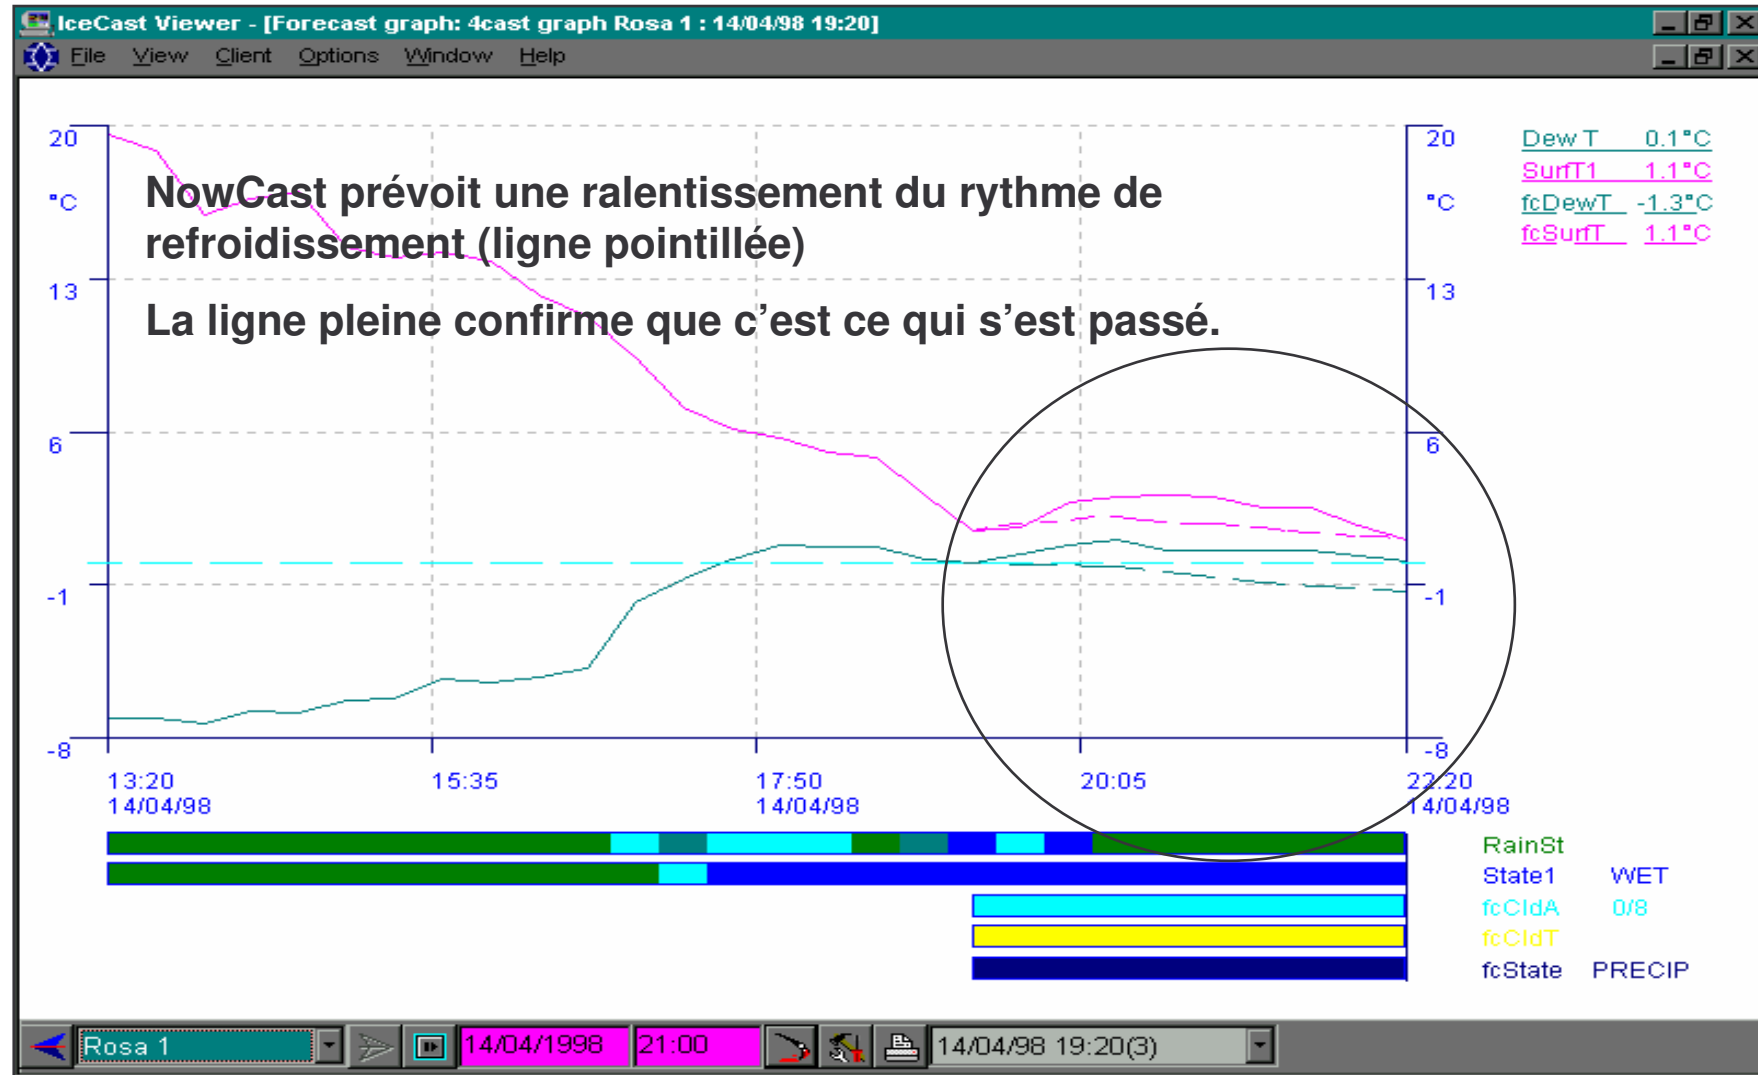 IceCast Viewer - [Forecast graph: 4cast graph Rosa 1 : 14/04/98 19:20]
File View Client Options Window Help
20
°C
13
6
-1
-8
NowCast prévoit une ralentissement du rythme de
refroidissement (ligne pointillée)
La ligne pleine confirme que c’est ce qui s’est passé.
20
°C
13
6
-1
-8
Dew T 0.1°C
SurfT1 1.1°C
fcDewT -1.3°C
fcSurfT 1.1°C
13:20 15:35 17:50 20:05 22:20
14/04/98 14/04/98 14/04/98
RainSt
State1 WET
fcCldA 0/8
fcCldT
fcState PRECIP
Rosa 1 14/04/1998 21:00 14/04/98 19:20(3)